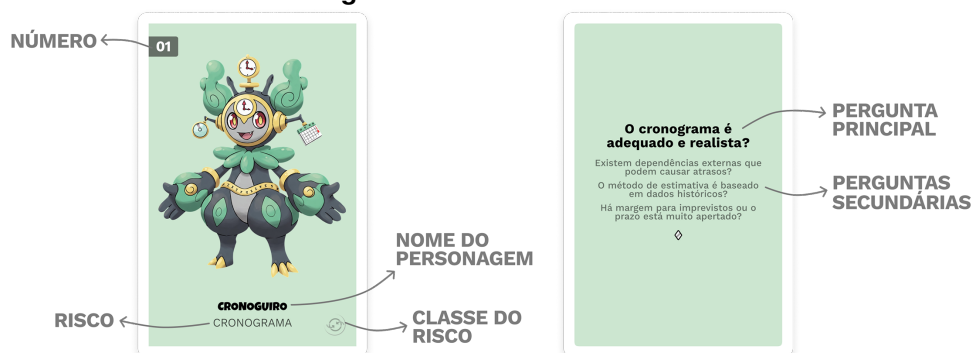 NÚMERO
01
CRONOGUIRO
CRONOGRAMA
RISCO
NOME DO
PERSONAGEM
CLASSE DO
RISCO
O cronograma é
adequado e realista?
Existem dependências externas que
podem causar atrasos?
O método de estimativa é baseado
em dados históricos?
Há margem para imprevistos ou o
prazo está muito apertado?
PERGUNTA
PRINCIPAL
PERGUNTAS
SECUNDÁRIAS